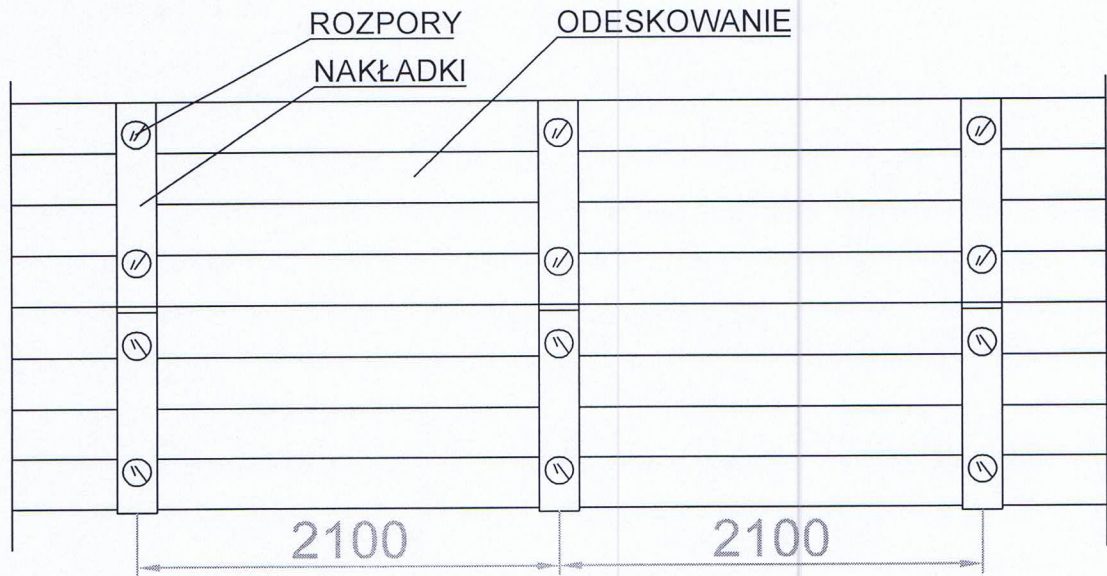 ROZPORY
ODESKOWANIE
NAKŁADKI
2100
2100